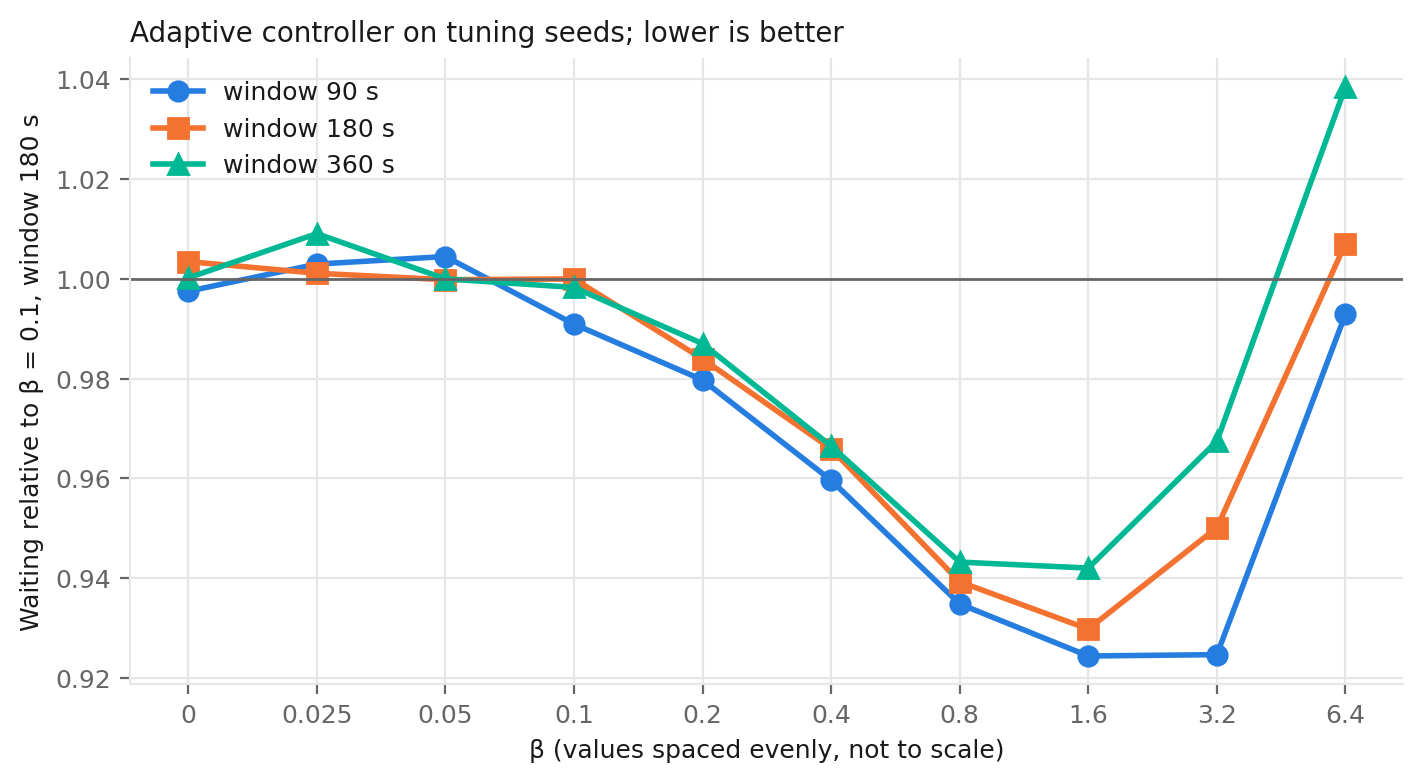 Adaptive controller on tuning seeds; lower is better
window 90 s
window 180 s
window 360 s
Waiting relative to β = 0.1, window 180 s
1.04
1.02
1.00
0.98
0.96
0.94
0.92
0 0.025 0.05 0.1 0.2 0.4 0.8 1.6 3.2 6.4
β (values spaced evenly, not to scale)